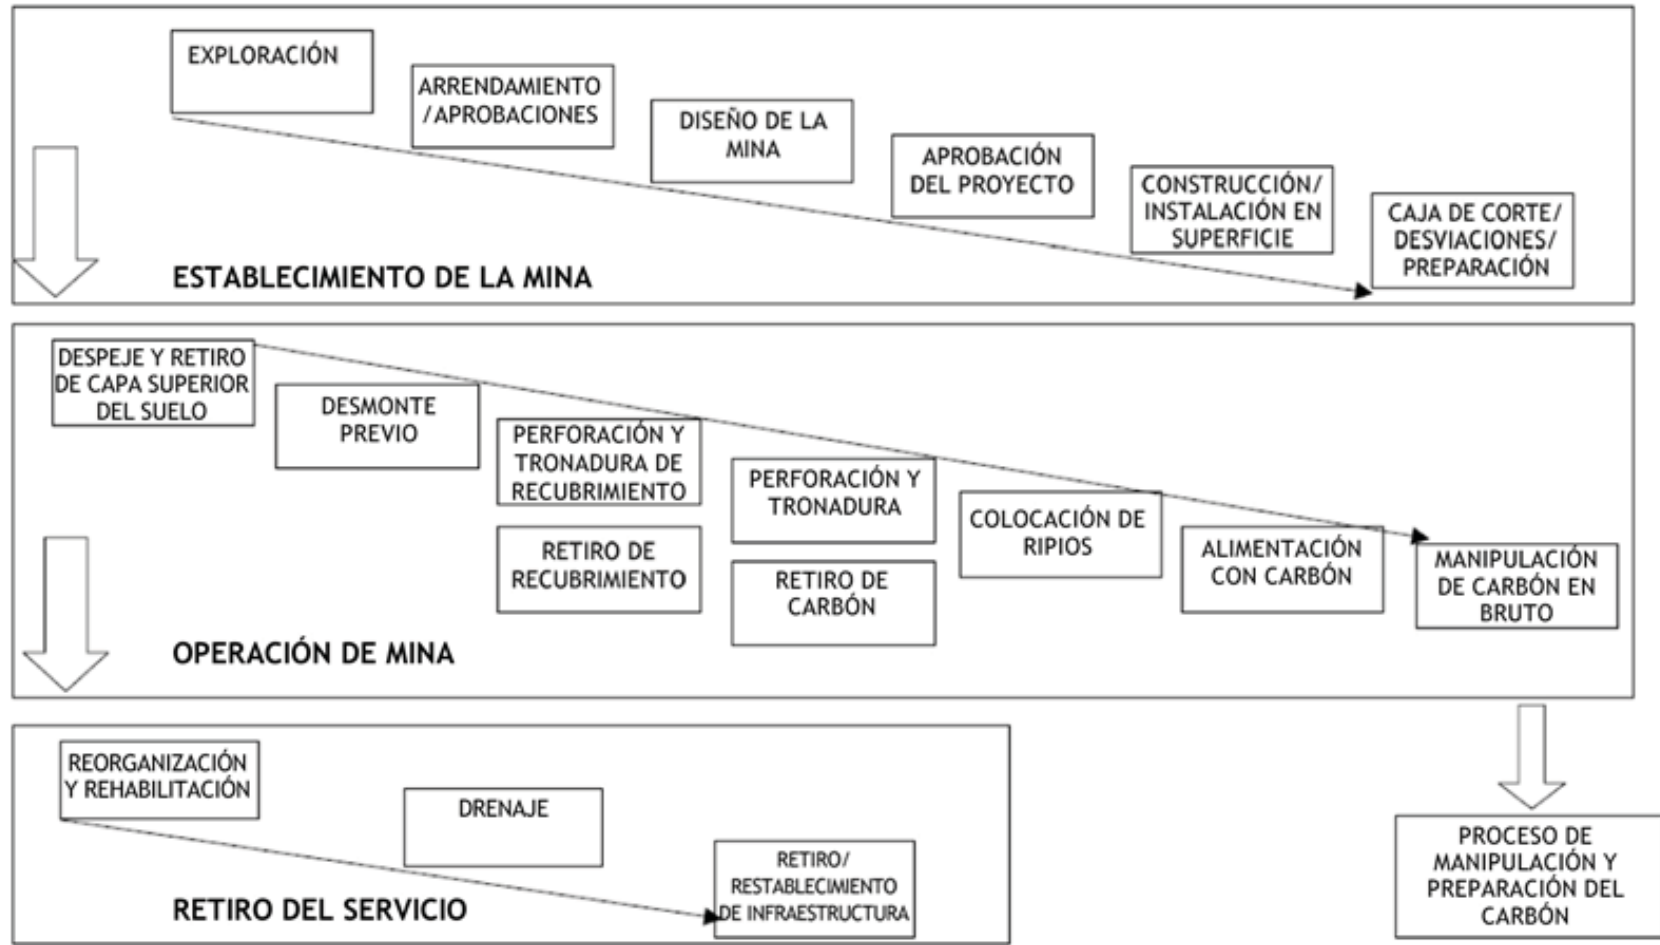 EXPLORACIÓN
ARRENDAMIENTO
/APROBACIONES
DISEÑO DE LA
MINA
APROBACIÓN
DEL PROYECTO
CONSTRUCCIÓN/
INSTALACIÓN EN
SUPERFICIE
CAJA DE CORTE/
DESVIACIONES/
PREPARACIÓN
ESTABLECIMIENTO DE LA MINA
DESPEJE Y RETIRO
DE CAPA SUPERIOR
DEL SUELO
DESMONTE
PREVIO
PERFORACIÓN Y
TRONADURA DE
RECUBRIMIENTO
RETIRO DE
RECUBRIMIENTO
PERFORACIÓN Y
TRONADURA
RETIRO DE
CARBÓN
COLOCACIÓN DE
RIPIOS
ALIMENTACIÓN
CON CARBÓN
MANIPULACIÓN
DE CARBÓN EN
BRUTO
OPERACIÓN DE MINA
REORGANIZACIÓN
Y REHABILITACIÓN
DRENAJE
RETIRO/
RESTABLECIMIENTO
DE INFRAESTRUCTURA
RETIRO DEL SERVICIO
PROCESO DE
MANIPULACIÓN Y
PREPARACIÓN DEL
CARBÓN